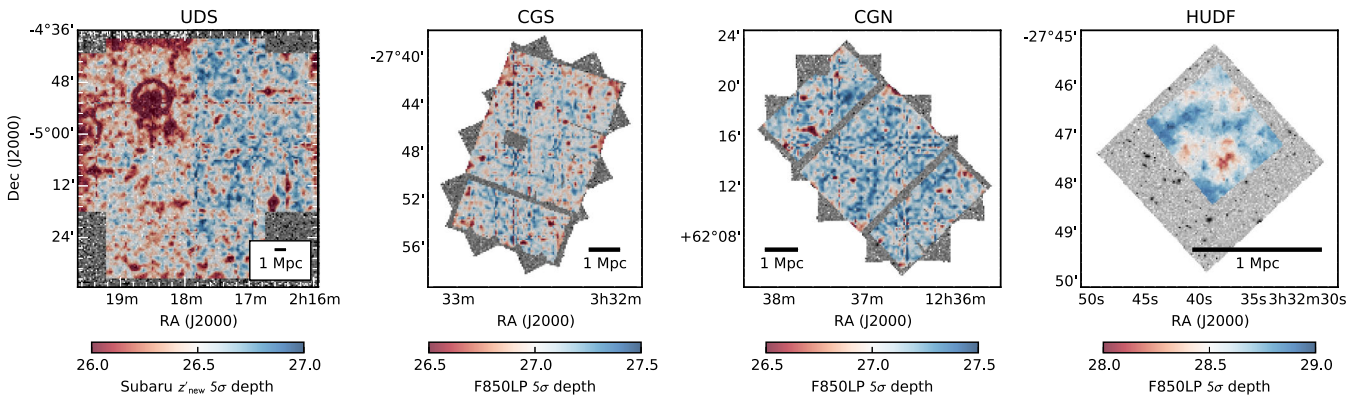 UDS
-4°36'
48'
-5°00'
12'
24'
Dec (J2000)
1 Mpc
19m 18m 17m 2h16m
RA (J2000)
26.0 26.5 27.0
Subaru z'new 5σ depth
CGS
-27°40'
44'
48'
52'
56'
1 Mpc
33m 3h32m
RA (J2000)
26.5 27.0 27.5
F850LP 5σ depth
CGN
24'
20'
16'
12'
+62°08'
1 Mpc
38m 37m 12h36m
RA (J2000)
26.5 27.0 27.5
F850LP 5σ depth
HUDF
-27°45'
46'
47'
48'
49'
50'
1 Mpc
50s 45s 40s 35s 3h32m30s
RA (J2000)
28.0 28.5 29.0
F850LP 5σ depth